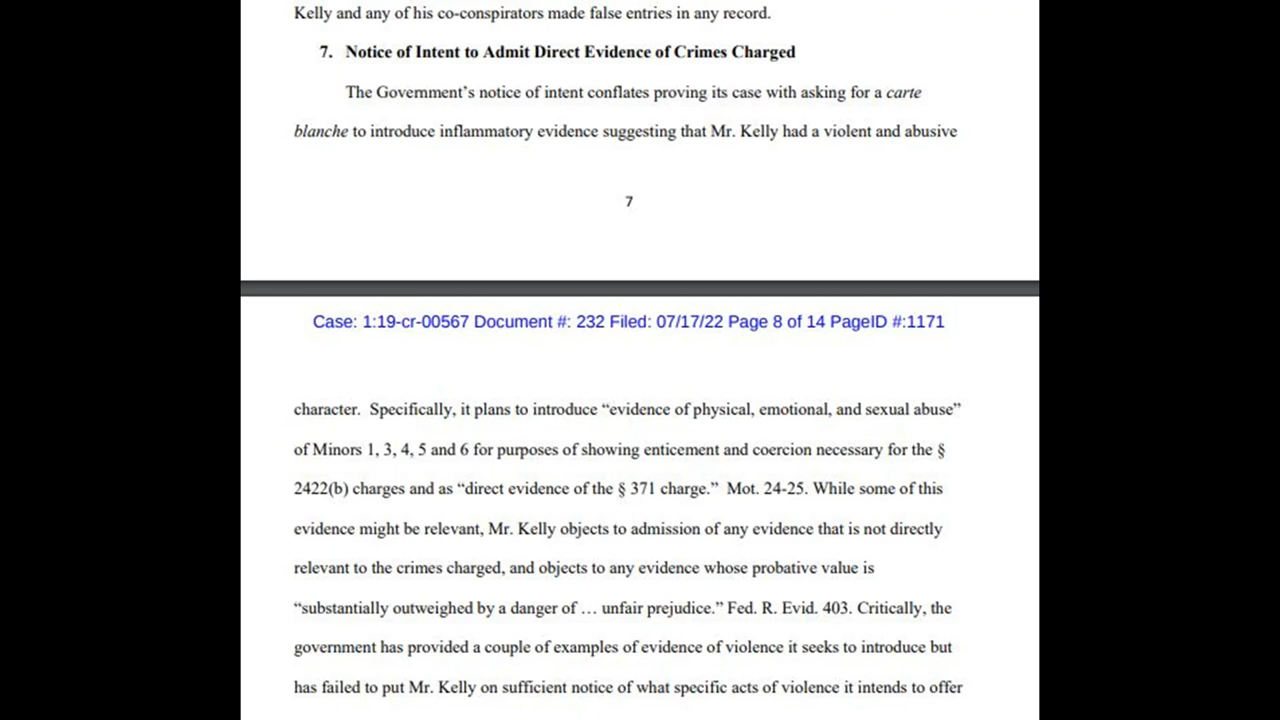 Kelly and any of his co-conspirators made false entries in any record.
7. Notice of Intent to Admit Direct Evidence of Crimes Charged
The Government's notice of intent conflates proving its case with asking for a carte
blanche to introduce inflammatory evidence suggesting that Mr. Kelly had a violent and abusive
7
Case: 1:19-cr-00567 Document #: 232 Filed: 07/17/22 Page 8 of 14 PageID #:1171
character.  Specifically, it plans to introduce “evidence of physical, emotional, and sexual abuse”
of Minors 1, 3, 4, 5 and 6 for purposes of showing enticement and coercion necessary for the §
2422(b) charges and as “direct evidence of the § 371 charge.”  Mot. 24-25. While some of this
evidence might be relevant, Mr. Kelly objects to admission of any evidence that is not directly
relevant to the crimes charged, and objects to any evidence whose probative value is
“substantially outweighed by a danger of … unfair prejudice.” Fed. R. Evid. 403. Critically, the
government has provided a couple of examples of evidence of violence it seeks to introduce but
has failed to put Mr. Kelly on sufficient notice of what specific acts of violence it intends to offer